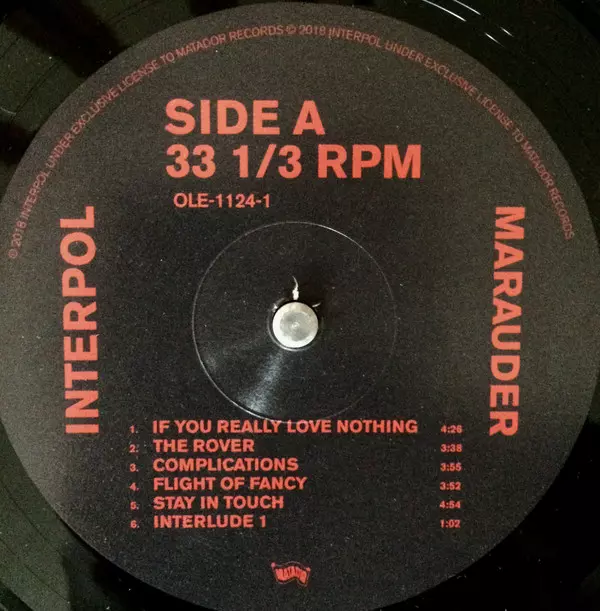 © 2018 INTERPOL UNDER EXCLUSIVE LICENSE TO MATADOR RECORDS © 2018 INTERPOL UNDER EXCLUSIVE LICENSE TO MATADOR RECORDS
SIDE A
33 1/3 RPM
OLE-1124-1
INTERPOL
MARAUDER
1. IF YOU REALLY LOVE NOTHING 4:26
2. THE ROVER 3:38
3. COMPLICATIONS 3:55
4. FLIGHT OF FANCY 3:52
5. STAY IN TOUCH 4:54
6. INTERLUDE 1 1:02
MATADOR